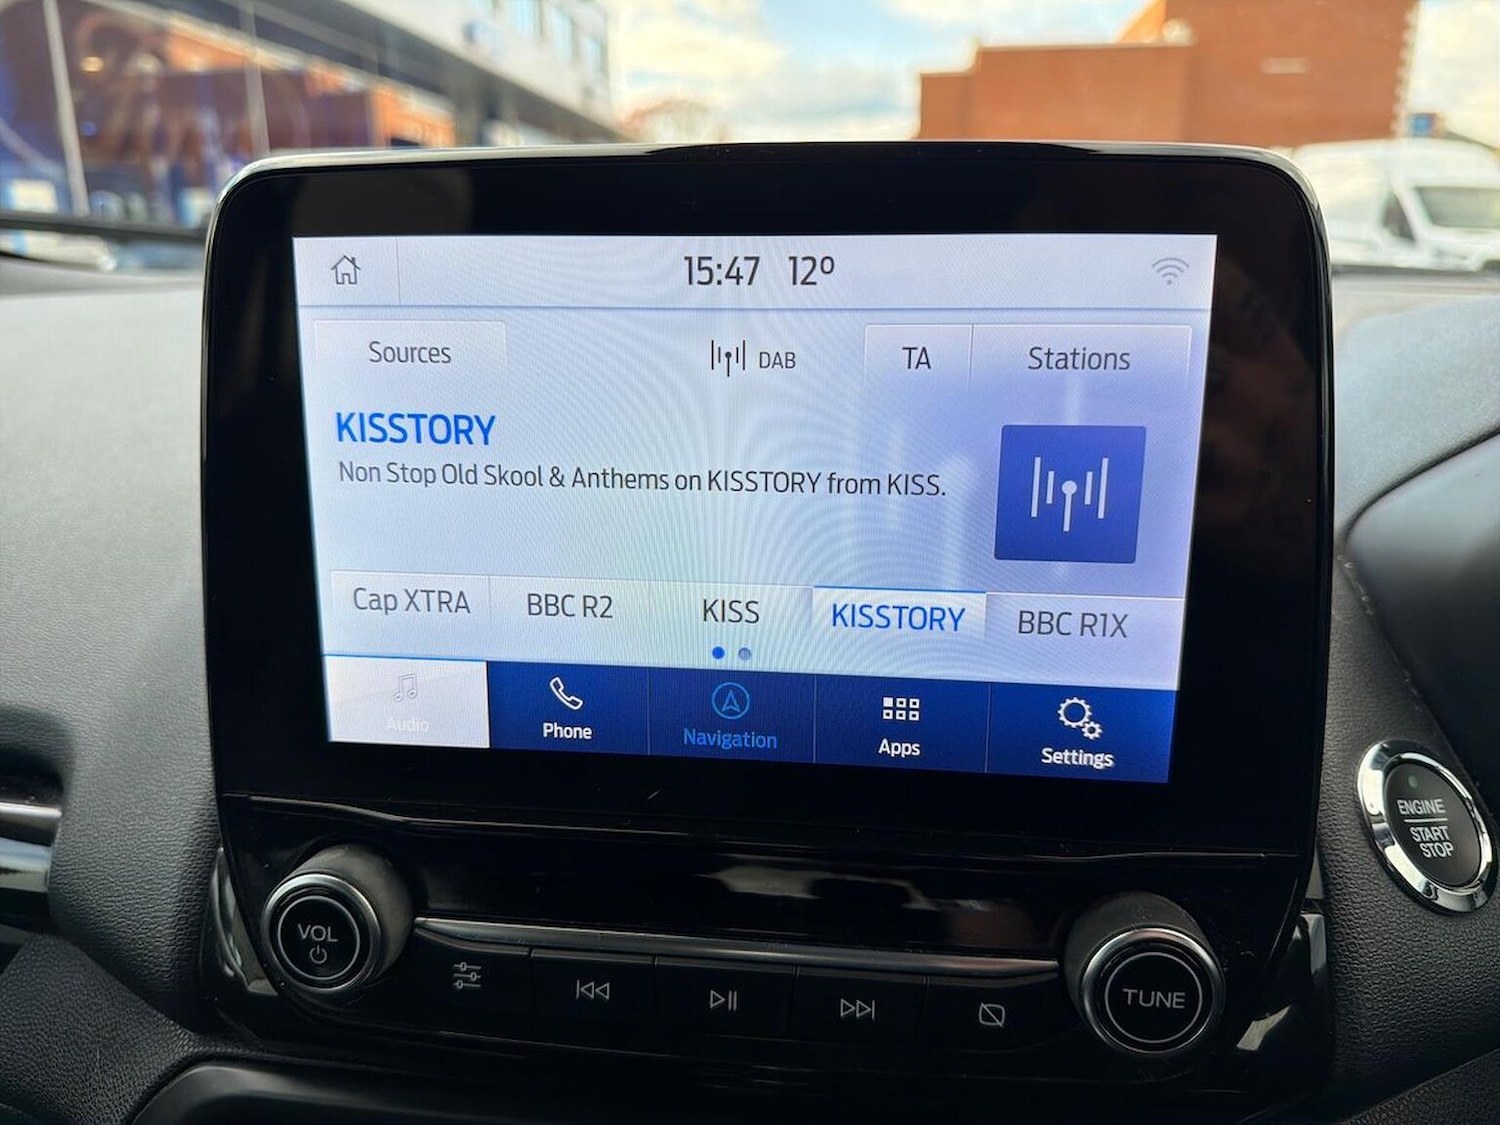 15:47 12°
Sources
DAB
TA
Stations
KISSTORY
Non Stop Old Skool & Anthems on KISSTORY from KISS.
Cap XTRA
BBC R2
KISS
KISSTORY
BBC R1X
Audio
Phone
Navigation
Apps
Settings
ENGINE
START
STOP
VOL
TUNE